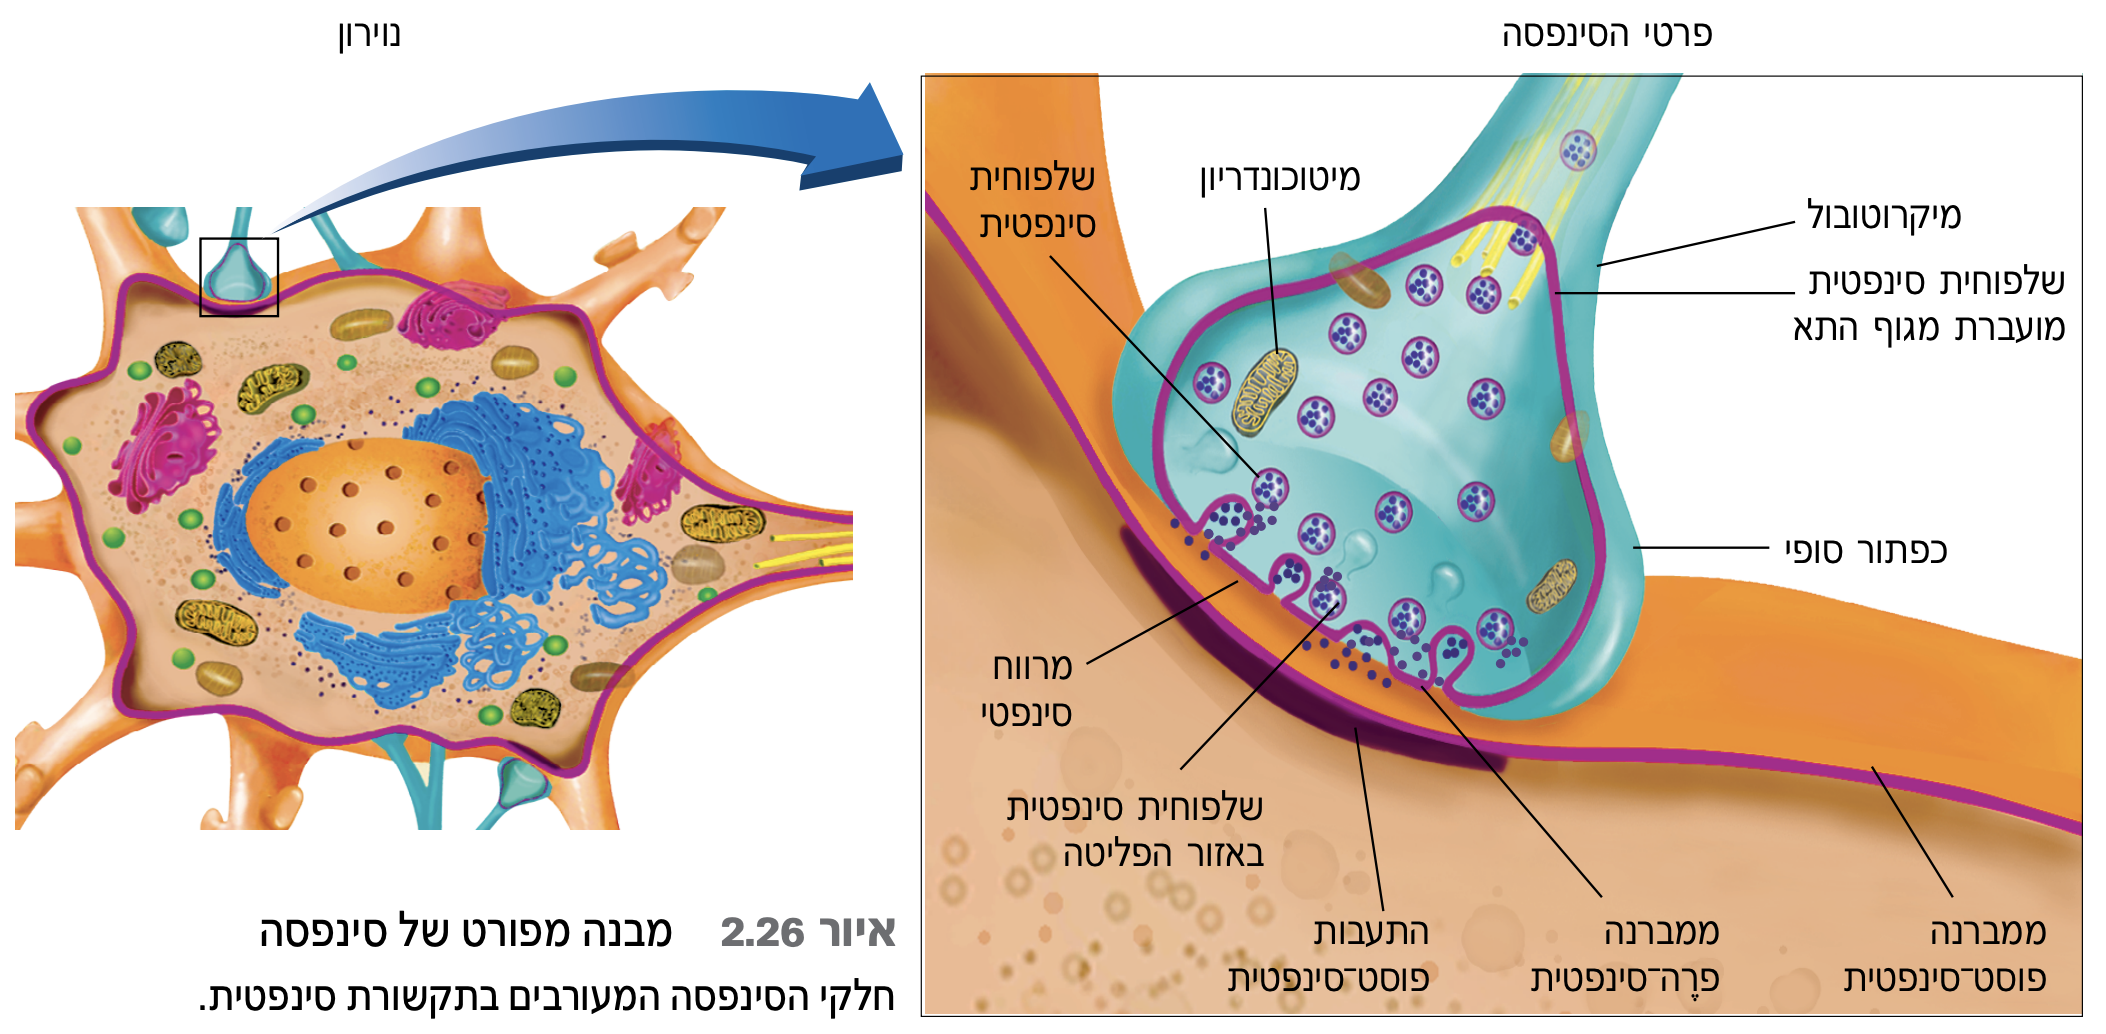 נוירון
פרטי הסינפסה
שלפוחית
סינפטית
מיטוכונדריון
מיקרוטובול
שלפוחית סינפטית
מועברת מגוף התא
כפתור סופי
מרווח
סינפטי
שלפוחית סינפטית
באזור הפליטה
התעבות
פוסט־סינפטית
ממברנה
פרֶה־סינפטית
ממברנה
פוסט־סינפטית
איור 2.26 מבנה מפורט של סינפסה
חלקי הסינפסה המעורבים בתקשורת סינפטית.